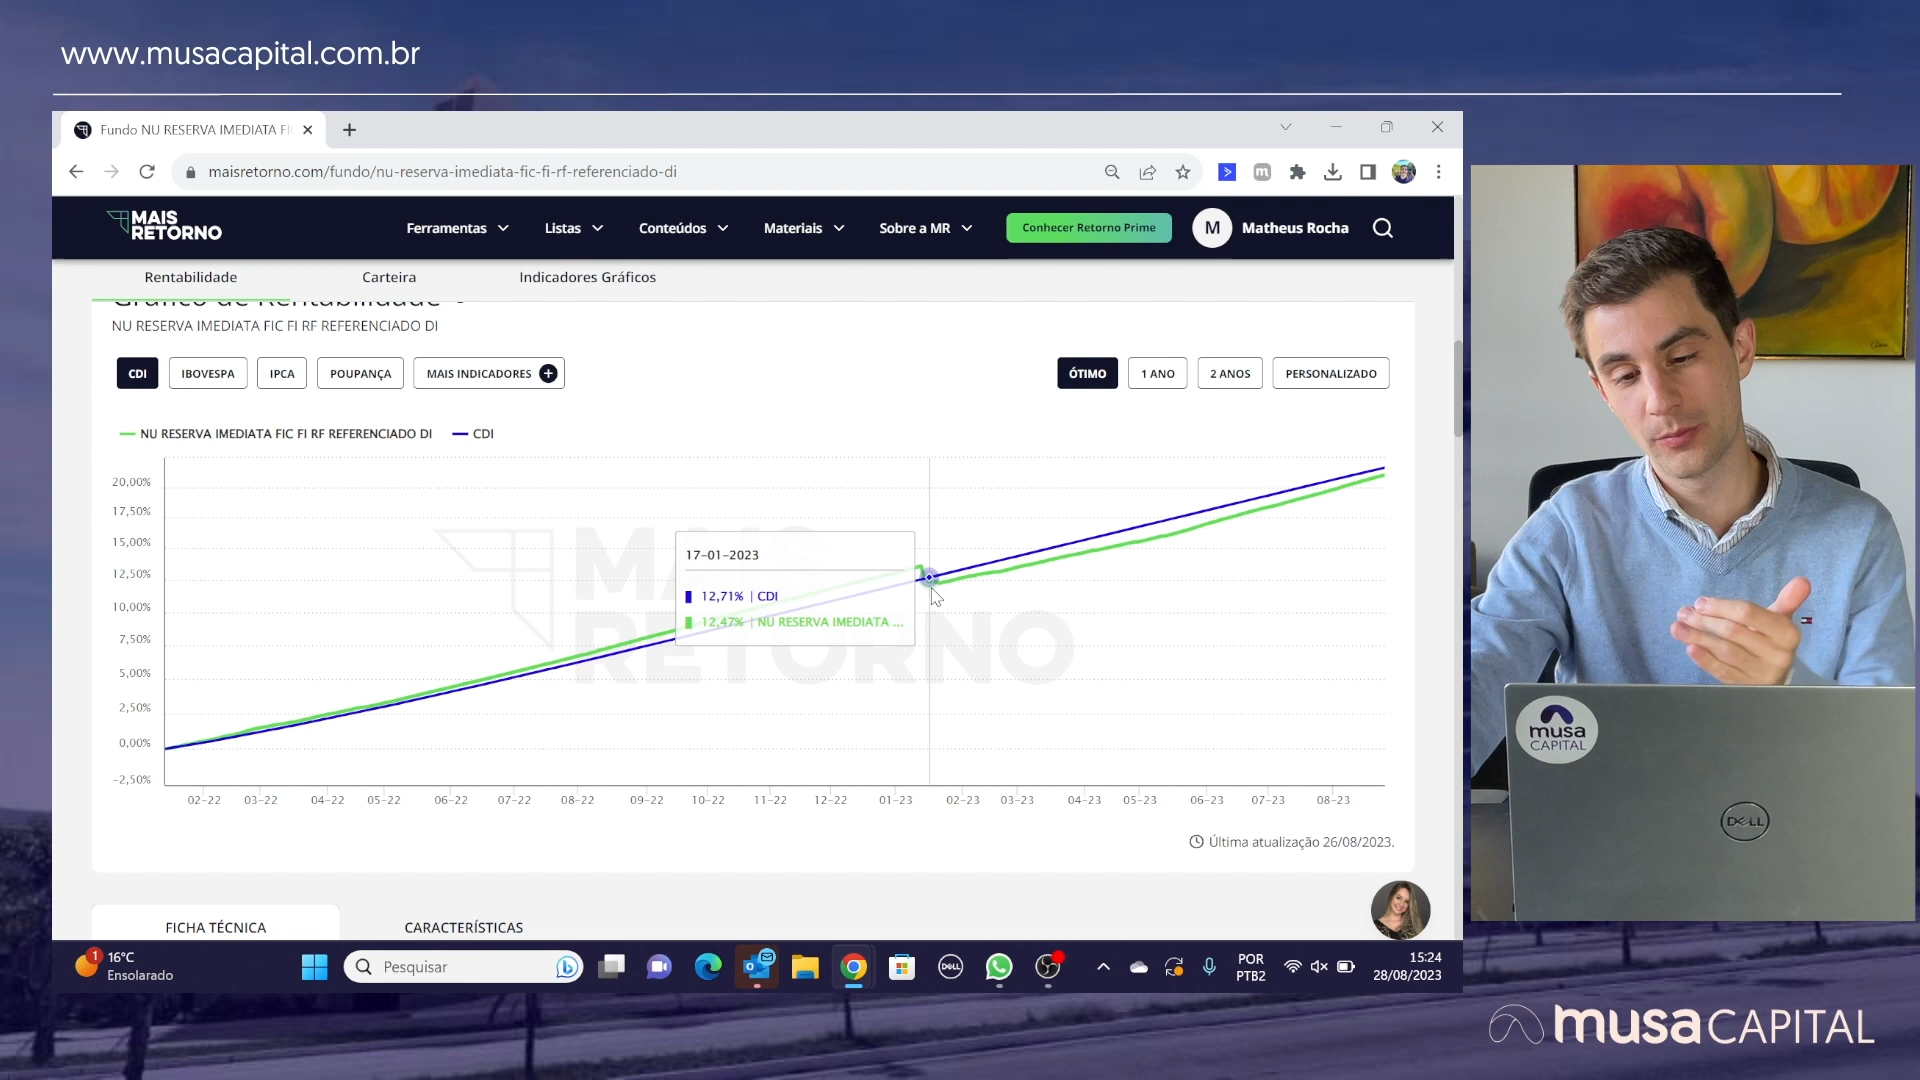 www.musacapital.com.br
Fundo NU RESERVA IMEDIATA FI
maisretorno.com/fundo/nu-reserva-imediata-fic-fi-rf-referenciado-di
MAIS RETORNO
Ferramentas
Listas
Conteúdos
Materiais
Sobre a MR
Conhecer Retorno Prime
M
Matheus Rocha
Rentabilidade
Carteira
Indicadores Gráficos
Gráfico de Rentabilidade
NU RESERVA IMEDIATA FIC FI RF REFERENCIADO DI
CDI
IBOVESPA
IPCA
POUPANÇA
MAIS INDICADORES
ÓTIMO
1 ANO
2 ANOS
PERSONALIZADO
NU RESERVA IMEDIATA FIC FI RF REFERENCIADO DI
CDI
20,00%
17,50%
15,00%
12,50%
10,00%
7,50%
5,00%
2,50%
0,00%
-2,50%
MAIS
RETORNO
17-01-2023
12,71% | CDI
12,47% | NU RESERVA IMEDIATA ...
02-22 03-22 04-22 05-22 06-22 07-22 08-22 09-22 10-22 11-22 12-22 01-23 02-23 03-23 04-23 05-23 06-23 07-23 08-23
Última atualização 26/08/2023.
FICHA TÉCNICA
CARACTERÍSTICAS
1
16°C
Ensolarado
Pesquisar
DELL
POR
PTB2
15:24
28/08/2023
musa
CAPITAL
DELL
musa CAPITAL